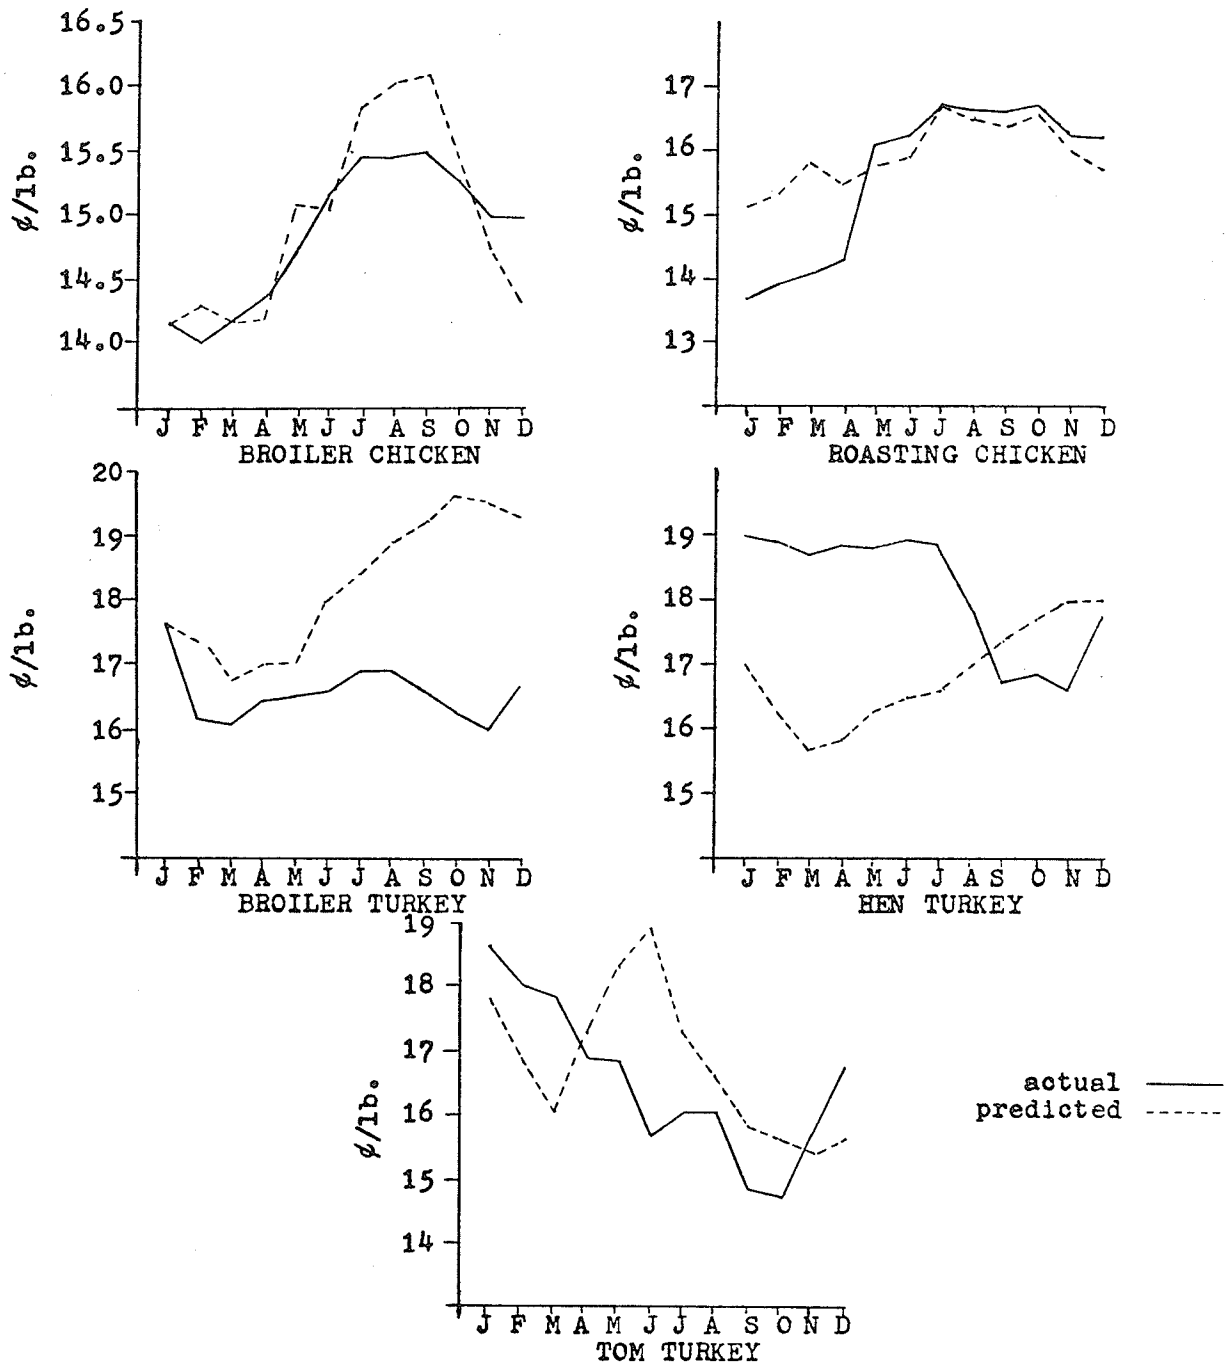 16.5
16.0
15.5
15.0
14.5
14.0
¢/lb.
J F M A M J J A S O N D
BROILER CHICKEN
17
16
15
14
13
¢/lb.
J F M A M J J A S O N D
ROASTING CHICKEN
20
19
18
17
16
15
¢/lb.
J F M A M J J A S O N D
BROILER TURKEY
19
18
17
16
15
¢/lb.
J F M A M J J A S O N D
HEN TURKEY
19
18
17
16
15
14
¢/lb.
J F M A M J J A S O N D
TOM TURKEY
actual
predicted